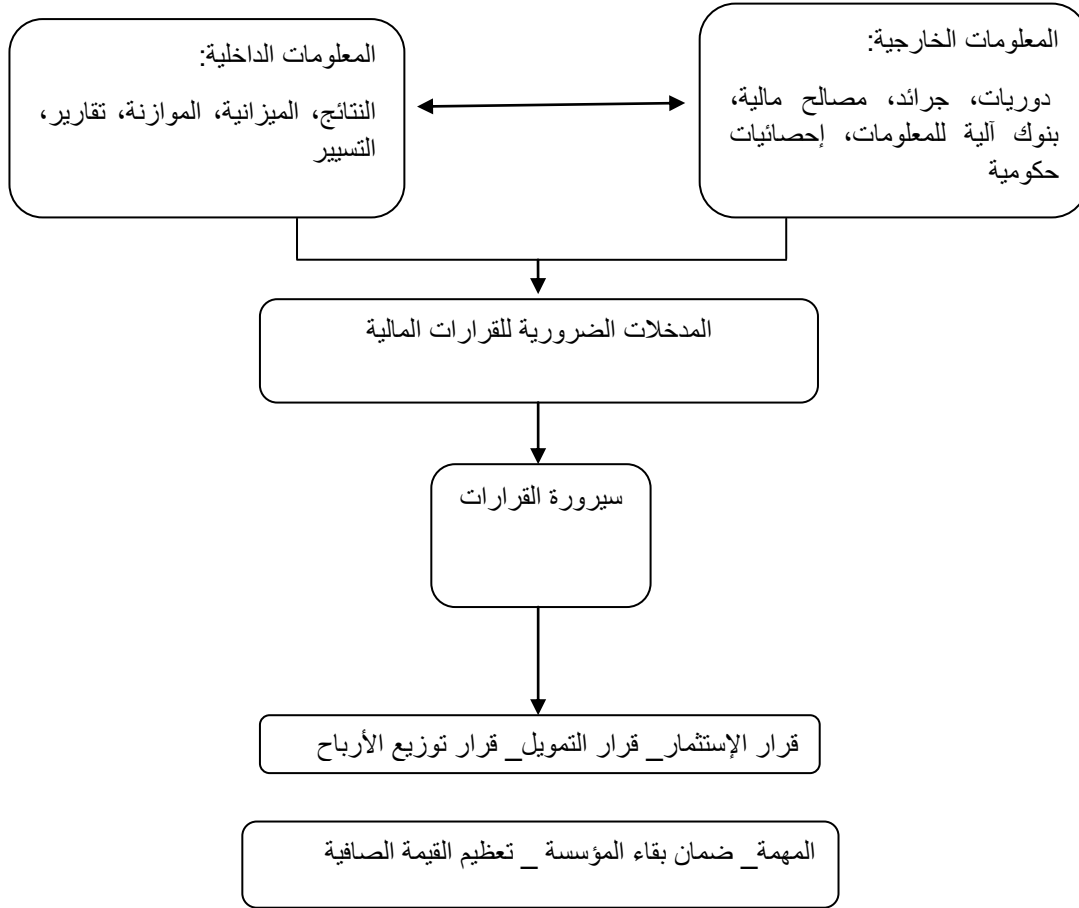 المعلومات الخارجية:
دوريات، جرائد، مصالح مالية،
بنوك آلية للمعلومات، إحصائيات
حكومية
المعلومات الداخلية:
النتائج، الميزانية، الموازنة، تقارير،
التسيير
المدخلات الضرورية للقرارات المالية
سيرورة القرارات
قرار الإستثمار_ قرار التمويل_ قرار توزيع الأرباح
المهمة_ ضمان بقاء المؤسسة _ تعظيم القيمة الصافية